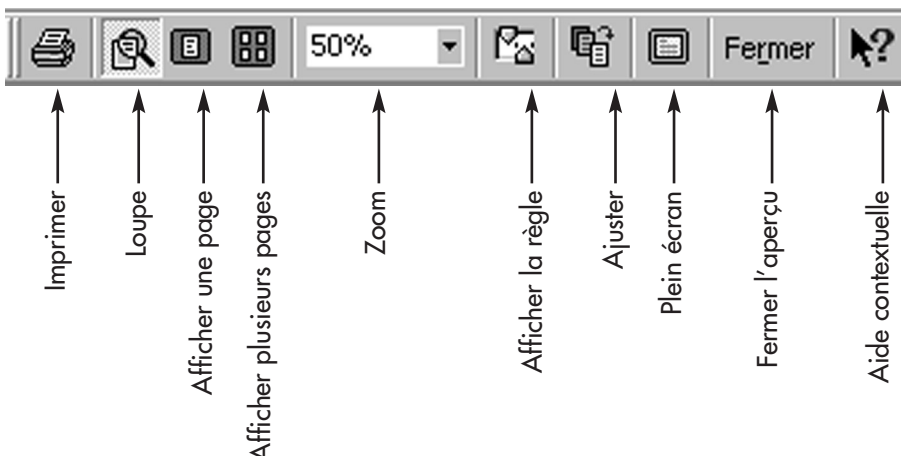 50%
Fermer
?
Imprimer
Loupe
Afficher une page
Afficher plusieurs pages
Zoom
Afficher la règle
Ajuster
Plein écran
Fermer l'aperçu
Aide contextuelle